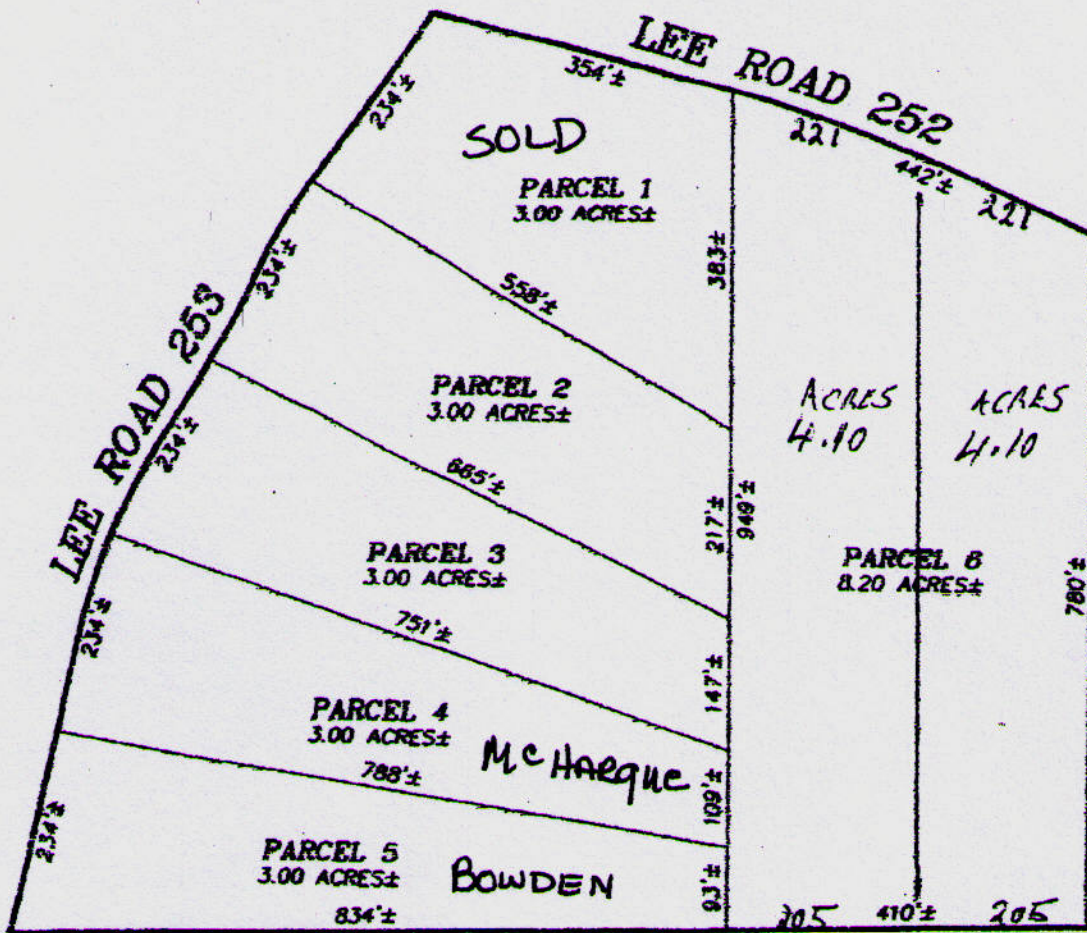 LEE ROAD 252
354'±
234'±
SOLD
221
442'±
221
PARCEL 1
3.00 ACRES±
383±
234'±
558'±
LEE ROAD 253
PARCEL 2
3.00 ACRES±
ACRES
4.10
ACRES
4.10
234'±
665'±
217'±
949'±
PARCEL 3
3.00 ACRES±
PARCEL 6
8.20 ACRES±
780'±
234'±
751'±
147'±
PARCEL 4
3.00 ACRES±
McHARQUE
788'±
109'±
234'±
PARCEL 5
3.00 ACRES±
BOWDEN
93'±
834'±
205
410'±
205